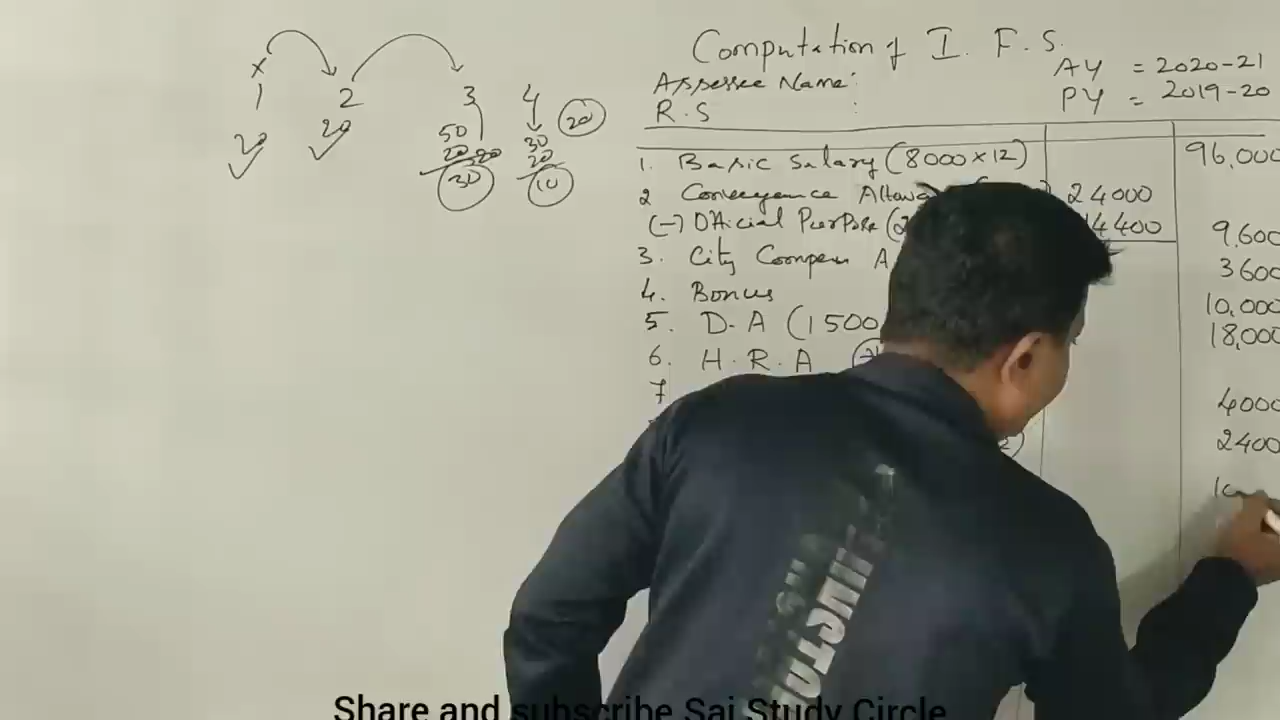 Computation of I. F. S.
AY = 2020-21
Assessee Name:
PY = 2019-20
R.S :
x
1 2 3 4
20 20 50 30 20
20 20 20
30 10
1. Basic Salary (8000 x 12) 96,000
2 Conveyance 24000
(-) Official Purpose 14400 9,600
3. City Compen A 3600
4. Bonus 10,000
5. D.A (1500 18,000
6. H.R.A
7 4000
2400
Share and subscribe Sai Study Circle